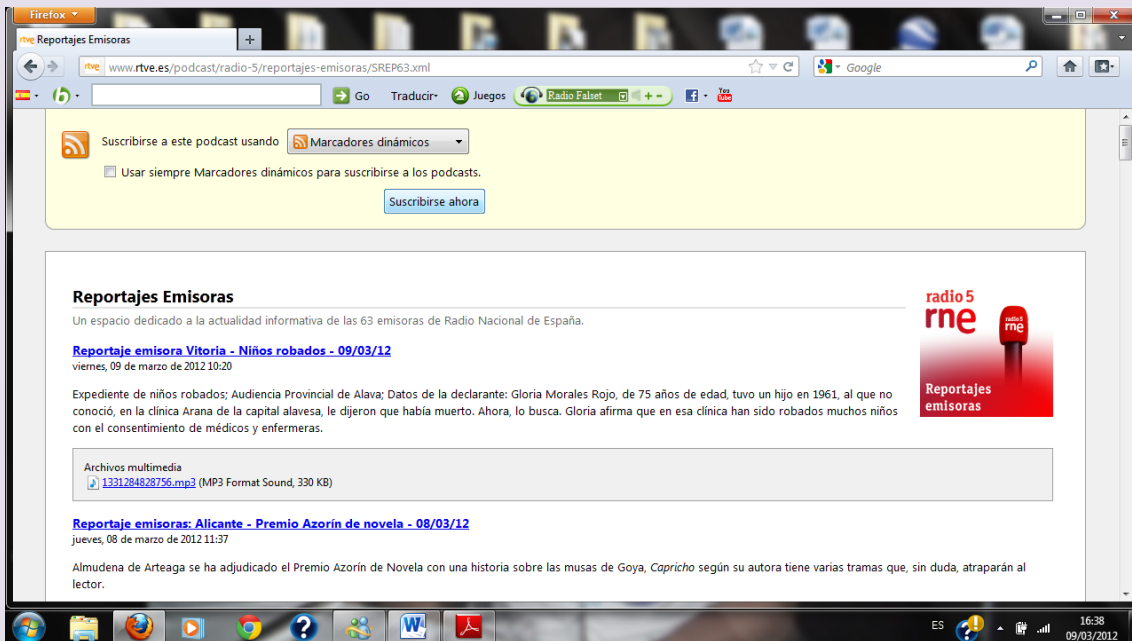 Firefox
rtve Reportajes Emisoras
+
rtve www.rtve.es/podcast/radio-5/reportajes-emisoras/SREP63.xml
Google
Go Traducir Juegos Radio Falset + - You Tube
Suscribirse a este podcast usando Marcadores dinámicos
Usar siempre Marcadores dinámicos para suscribirse a los podcasts.
Suscribirse ahora
Reportajes Emisoras
Un espacio dedicado a la actualidad informativa de las 63 emisoras de Radio Nacional de España.
radio 5
rne
radio5
rne
Reportajes
emisoras
Reportaje emisora Vitoria - Niños robados - 09/03/12
viernes, 09 de marzo de 2012 10:20
Expediente de niños robados; Audiencia Provincial de Alava; Datos de la declarante: Gloria Morales Rojo, de 75 años de edad, tuvo un hijo en 1961, al que no
conoció, en la clínica Arana de la capital alavesa, le dijeron que había muerto. Ahora, lo busca. Gloria afirma que en esa clínica han sido robados muchos niños
con el consentimiento de médicos y enfermeras.
Archivos multimedia
1331284828756.mp3 (MP3 Format Sound, 330 KB)
Reportaje emisoras: Alicante - Premio Azorín de novela - 08/03/12
jueves, 08 de marzo de 2012 11:37
Almudena de Arteaga se ha adjudicado el Premio Azorín de Novela con una historia sobre las musas de Goya, Capricho según su autora tiene varias tramas que, sin duda, atraparán al
lector.
ES
16:38
09/03/2012